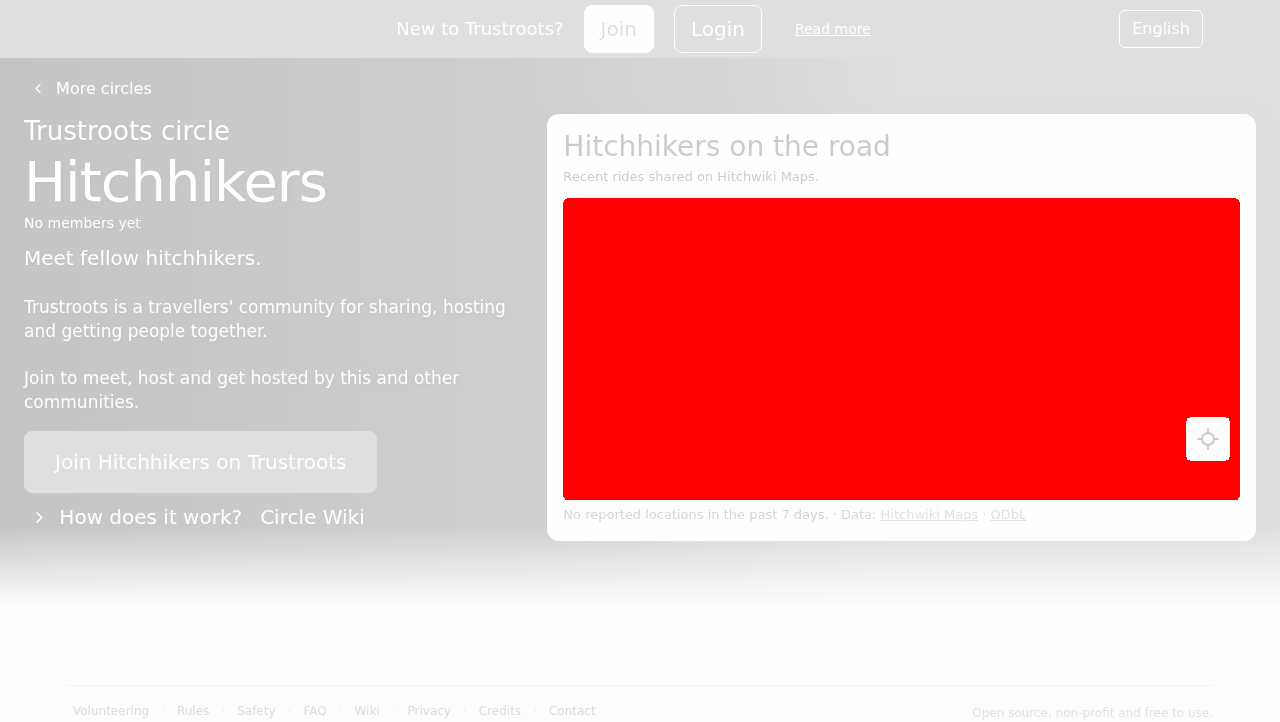 New to Trustroots? Join Login Read more English
More circles
Trustroots circle
Hitchhikers
No members yet
Meet fellow hitchhikers.
Trustroots is a travellers' community for sharing, hosting
and getting people together.
Join to meet, host and get hosted by this and other
communities.
Join Hitchhikers on Trustroots
How does it work? Circle Wiki
Hitchhikers on the road
Recent rides shared on Hitchwiki Maps.
No reported locations in the past 7 days. · Data: Hitchwiki Maps · ODbL
Volunteering · Rules · Safety · FAQ · Wiki · Privacy · Credits · Contact
Open source, non-profit and free to use.